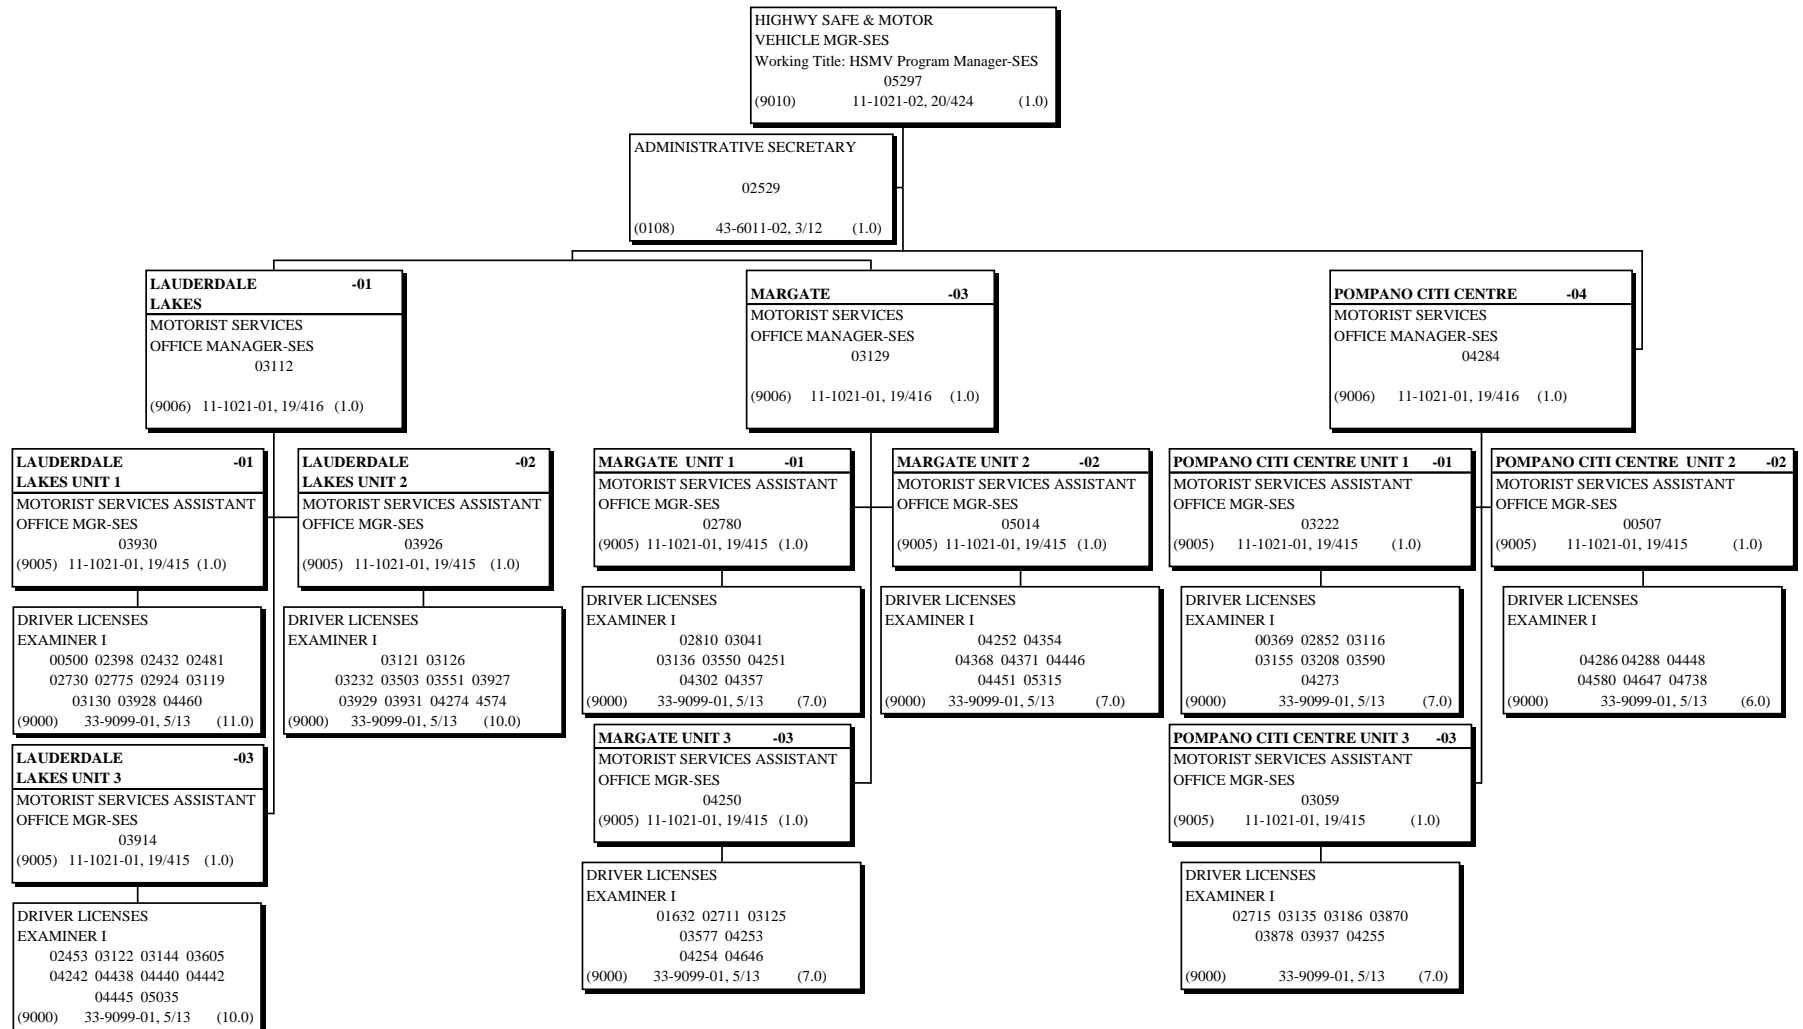 HIGHWY SAFE & MOTOR
VEHICLE MGR-SES
Working Title: HSMV Program Manager-SES
05297
(9010) 11-1021-02, 20/424 (1.0)
ADMINISTRATIVE SECRETARY
02529
(0108) 43-6011-02, 3/12 (1.0)
LAUDERDALE -01
LAKES
MOTORIST SERVICES
OFFICE MANAGER-SES
03112
(9006) 11-1021-01, 19/416 (1.0)
MARGATE -03
MOTORIST SERVICES
OFFICE MANAGER-SES
03129
(9006) 11-1021-01, 19/416 (1.0)
POMPANO CITI CENTRE -04
MOTORIST SERVICES
OFFICE MANAGER-SES
04284
(9006) 11-1021-01, 19/416 (1.0)
LAUDERDALE -01
LAKES UNIT 1
MOTORIST SERVICES ASSISTANT
OFFICE MGR-SES
03930
(9005) 11-1021-01, 19/415 (1.0)
LAUDERDALE -02
LAKES UNIT 2
MOTORIST SERVICES ASSISTANT
OFFICE MGR-SES
03926
(9005) 11-1021-01, 19/415 (1.0)
MARGATE UNIT 1 -01
MOTORIST SERVICES ASSISTANT
OFFICE MGR-SES
02780
(9005) 11-1021-01, 19/415 (1.0)
MARGATE UNIT 2 -02
MOTORIST SERVICES ASSISTANT
OFFICE MGR-SES
05014
(9005) 11-1021-01, 19/415 (1.0)
POMPANO CITI CENTRE UNIT 1 -01
MOTORIST SERVICES ASSISTANT
OFFICE MGR-SES
03222
(9005) 11-1021-01, 19/415 (1.0)
POMPANO CITI CENTRE UNIT 2 -02
MOTORIST SERVICES ASSISTANT
OFFICE MGR-SES
00507
(9005) 11-1021-01, 19/415 (1.0)
DRIVER LICENSES
EXAMINER I
00500 02398 02432 02481
02730 02775 02924 03119
03130 03928 04460
(9000) 33-9099-01, 5/13 (11.0)
DRIVER LICENSES
EXAMINER I
03121 03126
03232 03503 03551 03927
03929 03931 04274 4574
(9000) 33-9099-01, 5/13 (10.0)
DRIVER LICENSES
EXAMINER I
02810 03041
03136 03550 04251
04302 04357
(9000) 33-9099-01, 5/13 (7.0)
DRIVER LICENSES
EXAMINER I
04252 04354
04368 04371 04446
04451 05315
(9000) 33-9099-01, 5/13 (7.0)
DRIVER LICENSES
EXAMINER I
00369 02852 03116
03155 03208 03590
04273
(9000) 33-9099-01, 5/13 (7.0)
DRIVER LICENSES
EXAMINER I
04286 04288 04448
04580 04647 04738
(9000) 33-9099-01, 5/13 (6.0)
LAUDERDALE -03
LAKES UNIT 3
MOTORIST SERVICES ASSISTANT
OFFICE MGR-SES
03914
(9005) 11-1021-01, 19/415 (1.0)
MARGATE UNIT 3 -03
MOTORIST SERVICES ASSISTANT
OFFICE MGR-SES
04250
(9005) 11-1021-01, 19/415 (1.0)
POMPANO CITI CENTRE UNIT 3 -03
MOTORIST SERVICES ASSISTANT
OFFICE MGR-SES
03059
(9005) 11-1021-01, 19/415 (1.0)
DRIVER LICENSES
EXAMINER I
02453 03122 03144 03605
04242 04438 04440 04442
04445 05035
(9000) 33-9099-01, 5/13 (10.0)
DRIVER LICENSES
EXAMINER I
01632 02711 03125
03577 04253
04254 04646
(9000) 33-9099-01, 5/13 (7.0)
DRIVER LICENSES
EXAMINER I
02715 03135 03186 03870
03878 03937 04255
(9000) 33-9099-01, 5/13 (7.0)